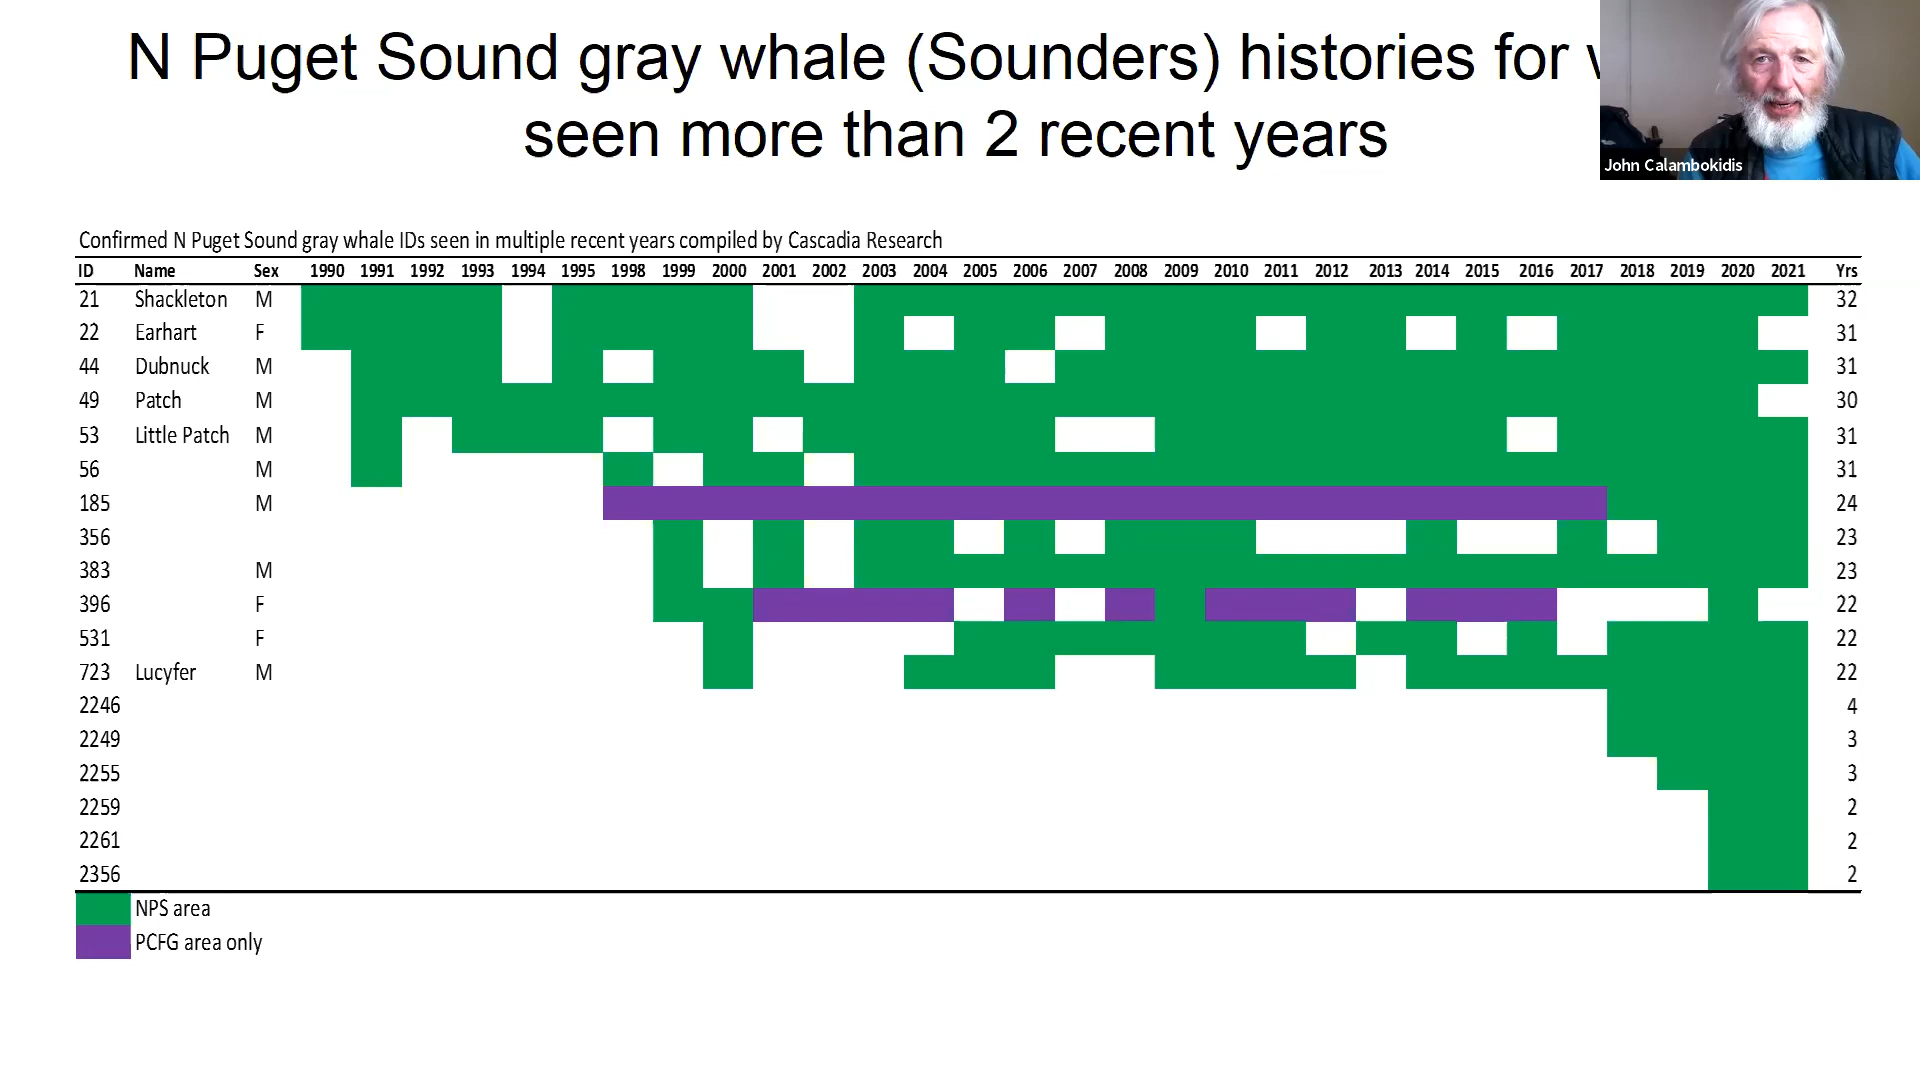 N Puget Sound gray whale (Sounders) histories for
seen more than 2 recent years
John Calambokidis
Confirmed N Puget Sound gray whale IDs seen in multiple recent years compiled by Cascadia Research
ID Name Sex 1990 1991 1992 1993 1994 1995 1998 1999 2000 2001 2002 2003 2004 2005 2006 2007 2008 2009 2010 2011 2012 2013 2014 2015 2016 2017 2018 2019 2020 2021 Yrs
21 Shackleton M 32
22 Earhart F 31
44 Dubnuck M 31
49 Patch M 30
53 Little Patch M 31
56 M 31
185 M 24
356 23
383 M 23
396 F 22
531 F 22
723 Lucyfer M 22
2246 4
2249 3
2255 3
2259 2
2261 2
2356 2
NPS area
PCFG area only